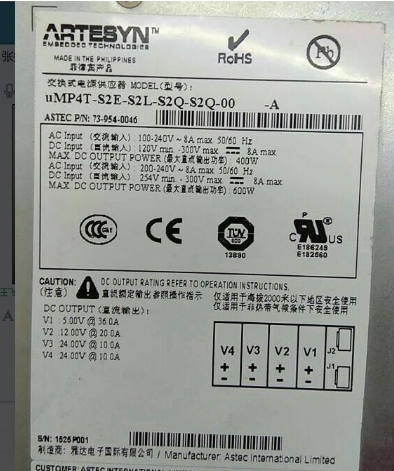 ARTESYN™
EMBEDDED TECHNOLOGIES
MADE IN THE PHILIPPINES
菲律宾产品
RoHS
Pb
交换式电源供应器 MODEL(型号):
uMP4T-S2E-S2L-S2Q-S2Q-00 -A
ASTEC P/N: 73-954-0046
AC Input (交流输入) : 100-240V ~ 8A max. 50/60 Hz
DC Input (直流输入) : 120V min. -300V max. 8A max.
MAX. DC OUTPUT POWER (最大直流输出功率) : 400W
AC Input (交流输入) : 200-240V ~ 8A max. 50/60 Hz
DC Input (直流输入) : 254V min. - 300V max. 8A max.
MAX. DC OUTPUT POWER (最大直流输出功率) : 600W
CE
TÜV
13890
P
C US
E186249
E182560
CAUTION: DC OUTPUT RATING REFER TO OPERATION INSTRUCTIONS.
(注意) 直流额定输出参照操作指示
仅适用于海拔2000米以下地区安全使用
仅适用于非热带气候条件下安全使用
DC OUTPUT (直流输出):
V1 : 5.00V @ 36.0A
V2 : 12.00V @ 20.0A
V3 : 24.00V @ 10.0A
V4 : 24.00V @ 10.0A
V4 V3 V2 V1 J2
+ + + + J1
- - - -
S/N: 1525P001
制造商: 雅达电子国际有限公司 / Manufacturer: Astec International Limited
CUSTOMER: ASTEC INTERNATIONAL